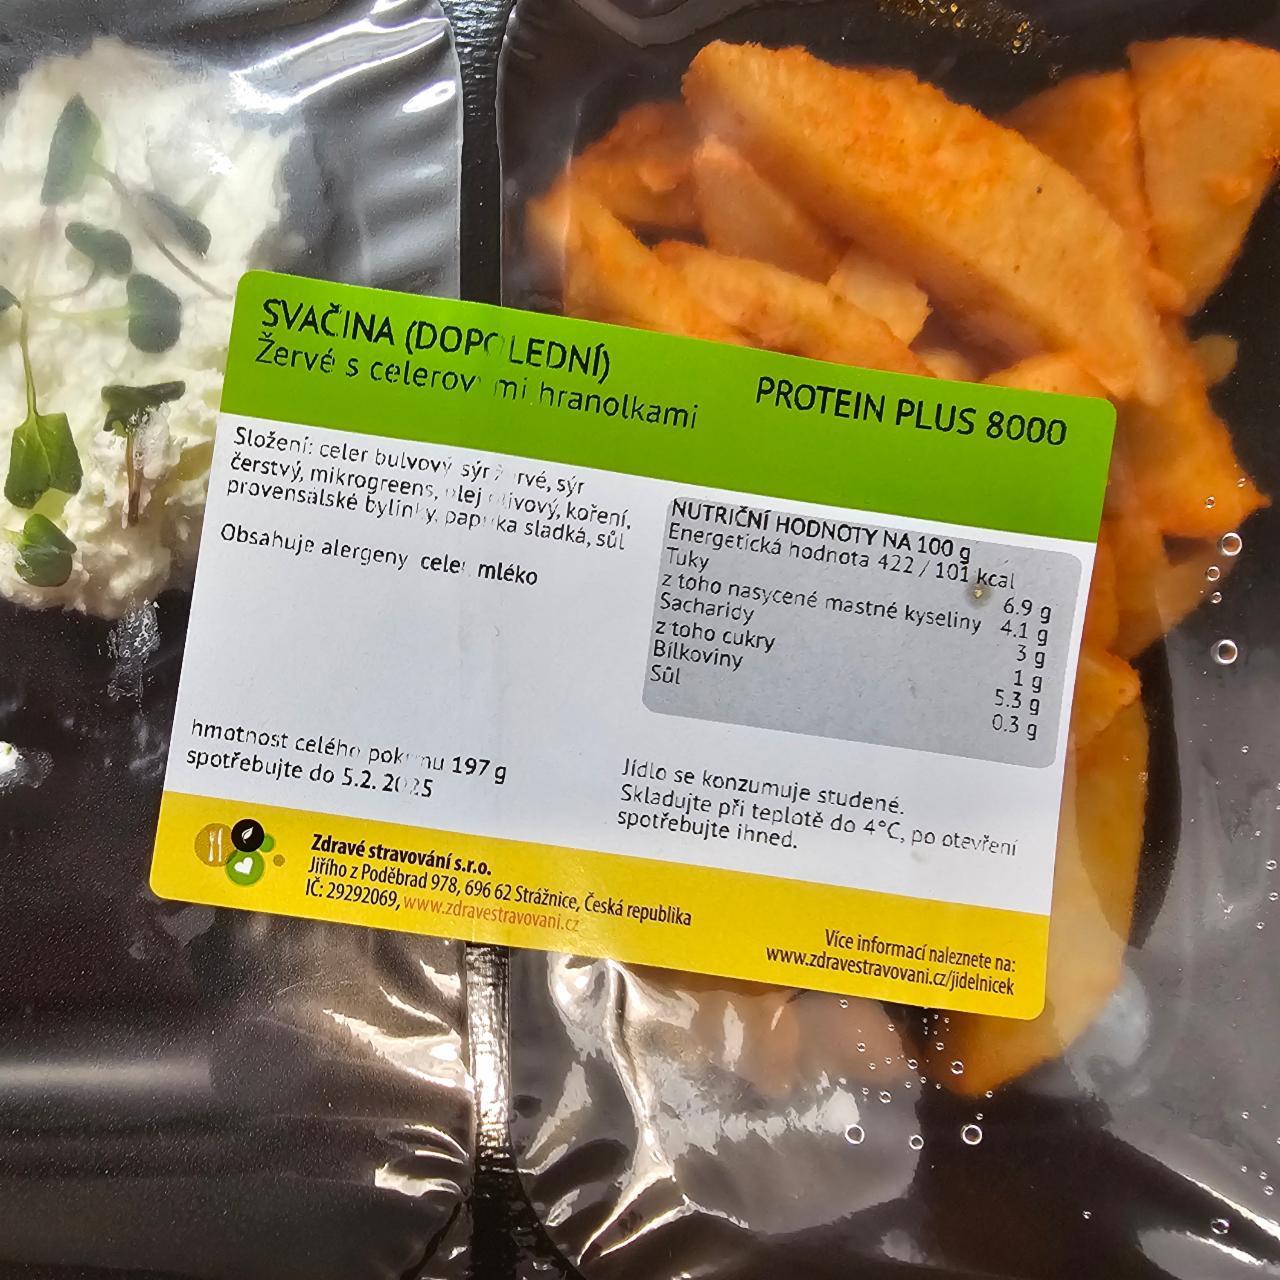 SVAČINA (DOPOLEDNÍ)
Žervé s celerovými hranolkami
PROTEIN PLUS 8000
Složení: celer bulvový sýr žervé, sýr
čerstvý, mikrogreens, olej olivový, koření,
provensálské bylinky, paprika sladká, sůl
Obsahuje alergeny celer mléko
NUTRIČNÍ HODNOTY NA 100 g
Energetická hodnota 422 / 101 kcal
Tuky 6.9 g
z toho nasycené mastné kyseliny 4.1 g
Sacharidy 3 g
z toho cukry 1 g
Bílkoviny 5.3 g
Sůl 0.3 g
hmotnost celého pokrmu 197 g
spotřebujte do 5.2. 2025
Jídlo se konzumuje studené.
Skladujte při teplotě do 4°C, po otevření
spotřebujte ihned.
Zdravé stravování s.r.o.
Jiřího z Poděbrad 978, 696 62 Strážnice, Česká republika
IČ: 29292069, www.zdravestravovani.cz
Více informací naleznete na:
www.zdravestravovani.cz/jidelnicek